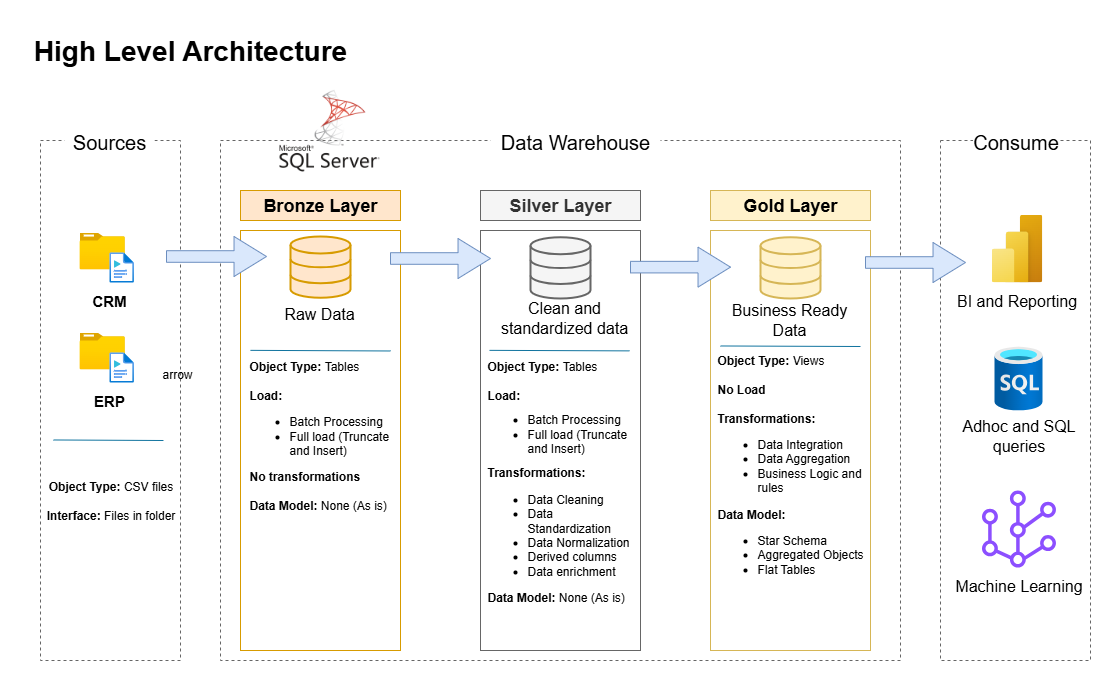 High Level Architecture
Sources
CRM
ERP
arrow
Object Type: CSV files
Interface: Files in folder
Microsoft®
SQL Server
Data Warehouse
Bronze Layer
Raw Data
Object Type: Tables
Load:
• Batch Processing
• Full load (Truncate
and Insert)
No transformations
Data Model: None (As is)
Silver Layer
Clean and
standardized data
Object Type: Tables
Load:
• Batch Processing
• Full load (Truncate
and Insert)
Transformations:
• Data Cleaning
• Data
Standardization
• Data Normalization
• Derived columns
• Data enrichment
Data Model: None (As is)
Gold Layer
Business Ready
Data
Object Type: Views
No Load
Transformations:
• Data Integration
• Data Aggregation
• Business Logic and
rules
Data Model:
• Star Schema
• Aggregated Objects
• Flat Tables
Consume
BI and Reporting
SQL
Adhoc and SQL
queries
Machine Learning